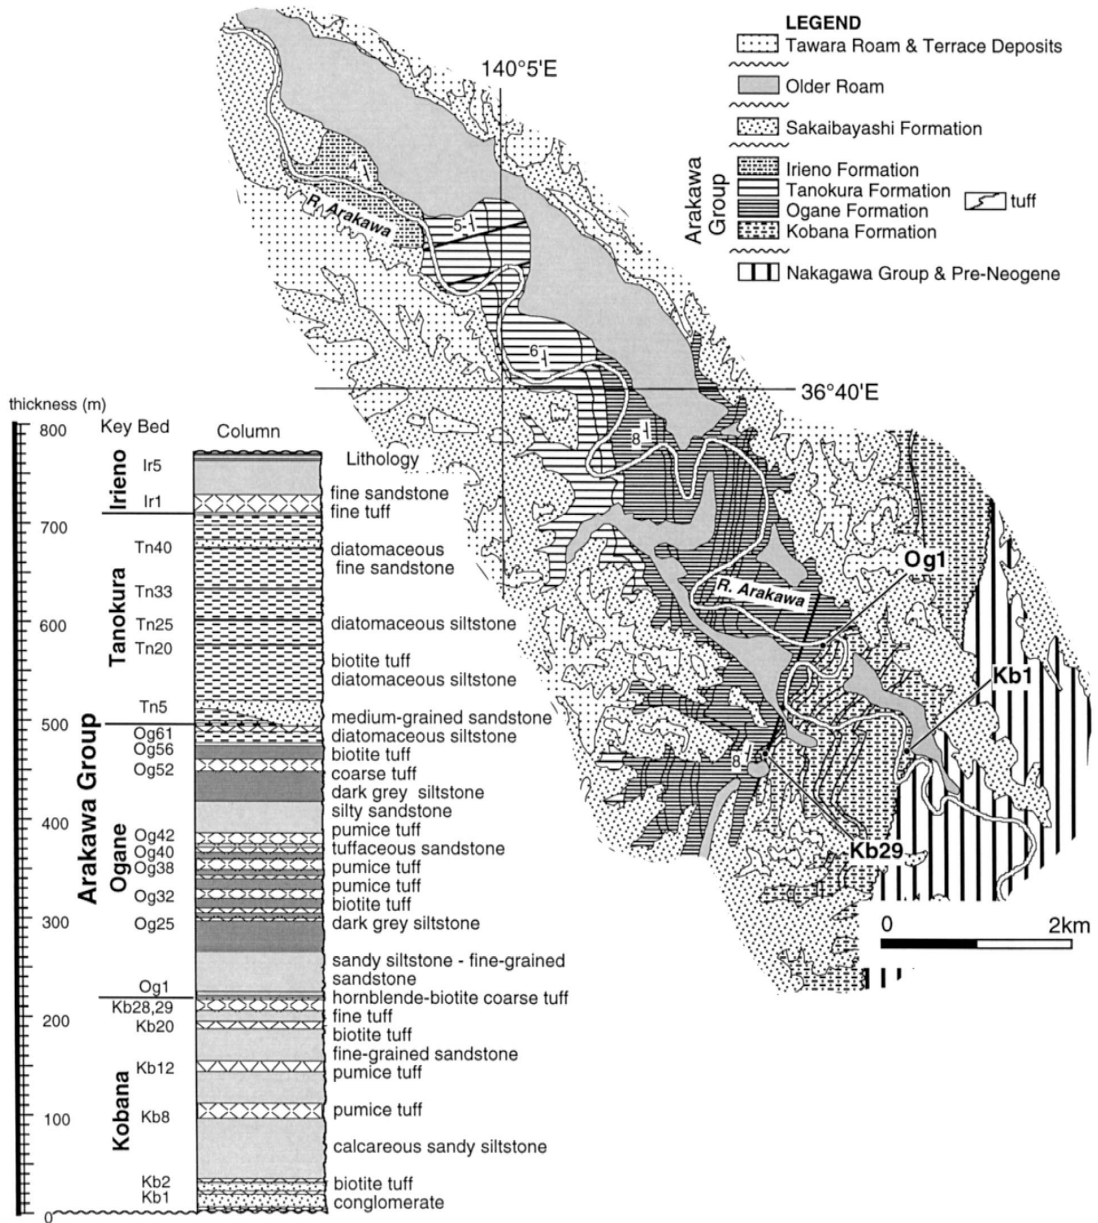 LEGEND
Tawara Roam & Terrace Deposits
Older Roam
Sakaibayashi Formation
Arakawa
Group
Irieno Formation
Tanokura Formation
Ogane Formation
Kobana Formation
tuff
Nakagawa Group & Pre-Neogene
140°5'E
4
R. Arakawa
5
6
36°40'E
8
R. Arakawa
Og1
Kb1
8
Kb29
0 2km
thickness (m)
Key Bed
Column
Lithology
800
700
600
500
400
300
200
100
0
Arakawa Group
Irieno
Tanokura
Ogane
Kobana
Ir5
Ir1
Tn40
Tn33
Tn25
Tn20
Tn5
Og61
Og56
Og52
Og42
Og40
Og38
Og32
Og25
Og1
Kb28,29
Kb20
Kb12
Kb8
Kb2
Kb1
fine sandstone
fine tuff
diatomaceous
fine sandstone
diatomaceous siltstone
biotite tuff
diatomaceous siltstone
medium-grained sandstone
diatomaceous siltstone
biotite tuff
coarse tuff
dark grey siltstone
silty sandstone
pumice tuff
tuffaceous sandstone
pumice tuff
pumice tuff
biotite tuff
dark grey siltstone
sandy siltstone - fine-grained
sandstone
hornblende-biotite coarse tuff
fine tuff
biotite tuff
fine-grained sandstone
pumice tuff
pumice tuff
calcareous sandy siltstone
biotite tuff
conglomerate